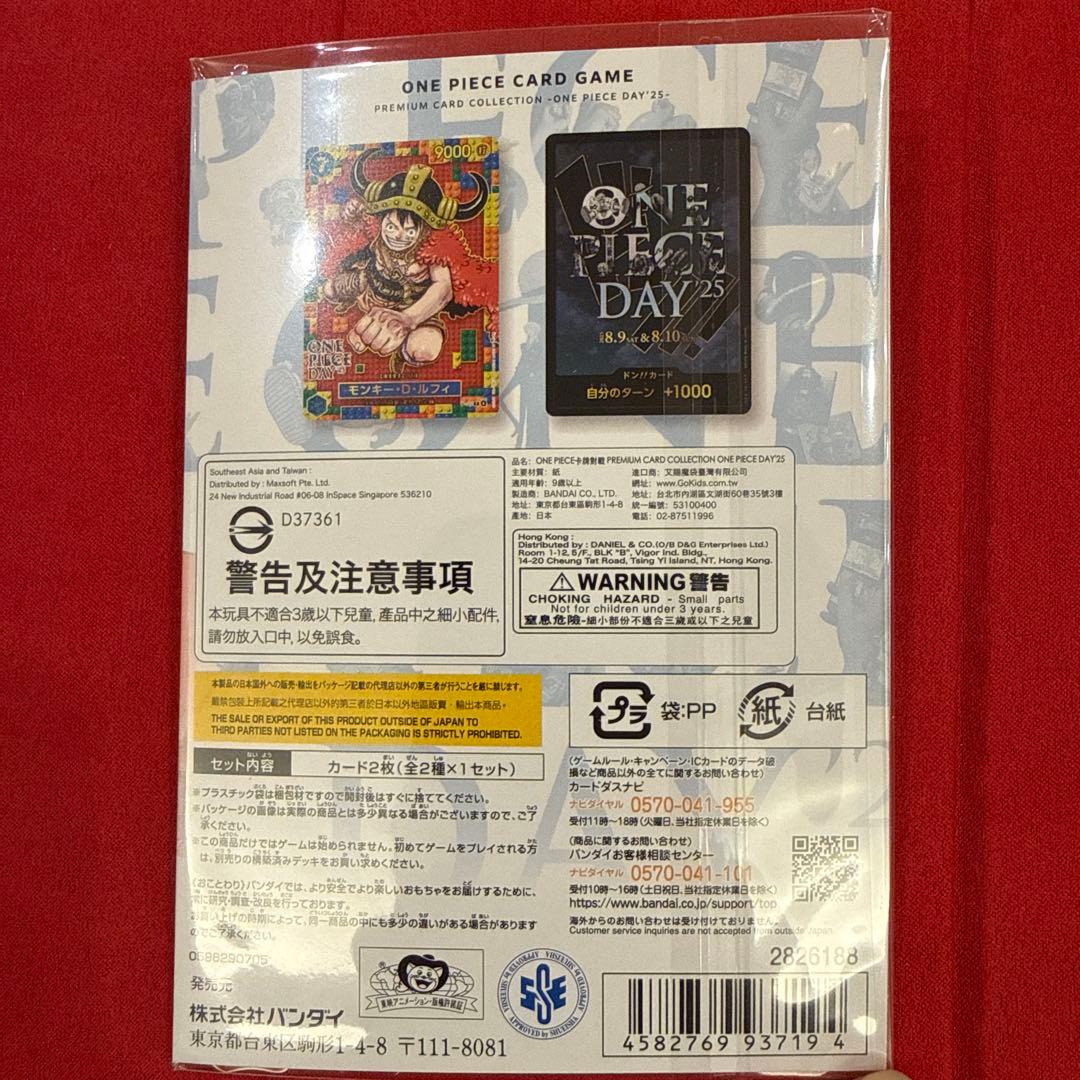 ONE PIECE CARD GAME
PREMIUM CARD COLLECTION -ONE PIECE DAY'25-
9000
ONE
PIECE
DAY'25
モンキー・D・ルフィ
ONE
PIECE
DAY'25
8.9 SAT & 8.10
ドン!!カード
自分のターン +1000
Southeast Asia and Taiwan :
Distributed by : Maxsoft Pte. Ltd.
24 New Industrial Road #06-08 InSpace Singapore 536210
D37361
警告及注意事項
本玩具不適合3歲以下兒童, 產品中之細小配件,
請勿放入口中, 以免誤食。
品名: ONE PIECE卡牌對戰 PREMIUM CARD COLLECTION ONE PIECE DAY'25
主要材質: 紙
適用年齡: 9歲以上
製造商: BANDAI CO., LTD.
地址: 東京都台東區駒形1-4-8
產地: 日本
進口商: 艾賜魔袋臺灣有限公司
網址: www.GoKids.com.tw
地址: 台北市內湖區文湖街60巷35號3樓
統一編號: 53100400
電話: 02-87511996
Hong Kong :
Distributed by : DANIEL & CO.(O/B D&G Enterprises Ltd.)
Room 1-12, 5/F., BLK "B", Vigor Ind. Bldg.,
14-20 Cheung Tat Road, Tsing Yi Island, NT, Hong Kong.
⚠WARNING 警告
CHOKING HAZARD - Small parts
Not for children under 3 years.
窒息危險-細小部份不適合三歲或以下之兒童
本製品の日本国外への販売・輸出をパッケージ記載の代理店以外の第三者が行うことを厳に禁じます。
嚴禁包裝上所記載之代理店以外的第三者於日本以外地區販賣・輸出本商品。
THE SALE OR EXPORT OF THIS PRODUCT OUTSIDE OF JAPAN TO
THIRD PARTIES NOT LISTED ON THE PACKAGING IS STRICTLY PROHIBITED.
プラ 袋:PP 紙 台紙
セット内容 カード2枚(全2種×1セット)
※プラスチック袋は梱包材ですので開封後はすぐに捨ててください。
※パッケージの画像は実際の商品とは多少異なる場合がございますので、ご了
承ください。
※この商品だけではゲームは始められません。初めてゲームをプレイされる方
は、別売りの構築済みデッキをお買い求めください。
〈おことわり〉バンダイでは、より安全でより楽しいおもちゃをお届けするために、
常に研究・調査・改良を行っております。
お買い上げの時期によって、同一商品の中にも多少の違いがある場合があります
のでご了承ください。
0596290705
発売元
株式会社バンダイ
東京都台東区駒形1-4-8 〒111-8081
〈ゲームルール・キャンペーン・ICカードのデータ破
損など商品以外の全てに関するお問い合わせ〉
カードダスナビ
ナビダイヤル 0570-041-955
受付11時〜18時(火曜日、当社指定休業日を除く)
〈商品に関するお問い合わせ〉
バンダイお客様相談センター
ナビダイヤル 0570-041-101
受付10時〜16時(土日祝日、当社指定休業日を除く)
https://www.bandai.co.jp/support/top
海外からのお問い合わせは受け付けておりません。
Customer service inquiries are not accepted from outside Japan.
2826188
東映アニメーション・版権許諾証
APPROVED by SHUEISHA
4582769 93719 4